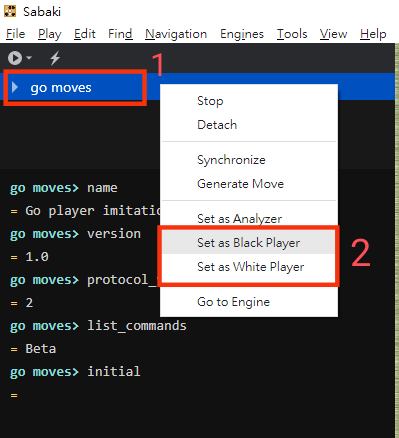 Sabaki
File Play Edit Find Navigation Engines Tools View Help
1
go moves
Stop
Detach
Synchronize
Generate Move
Set as Analyzer
Set as Black Player
Set as White Player
2
Go to Engine
go moves> name
= Go player imitatio
go moves> version
= 1.0
go moves> protocol_
= 2
go moves> list_commands
= Beta
go moves> initial
=